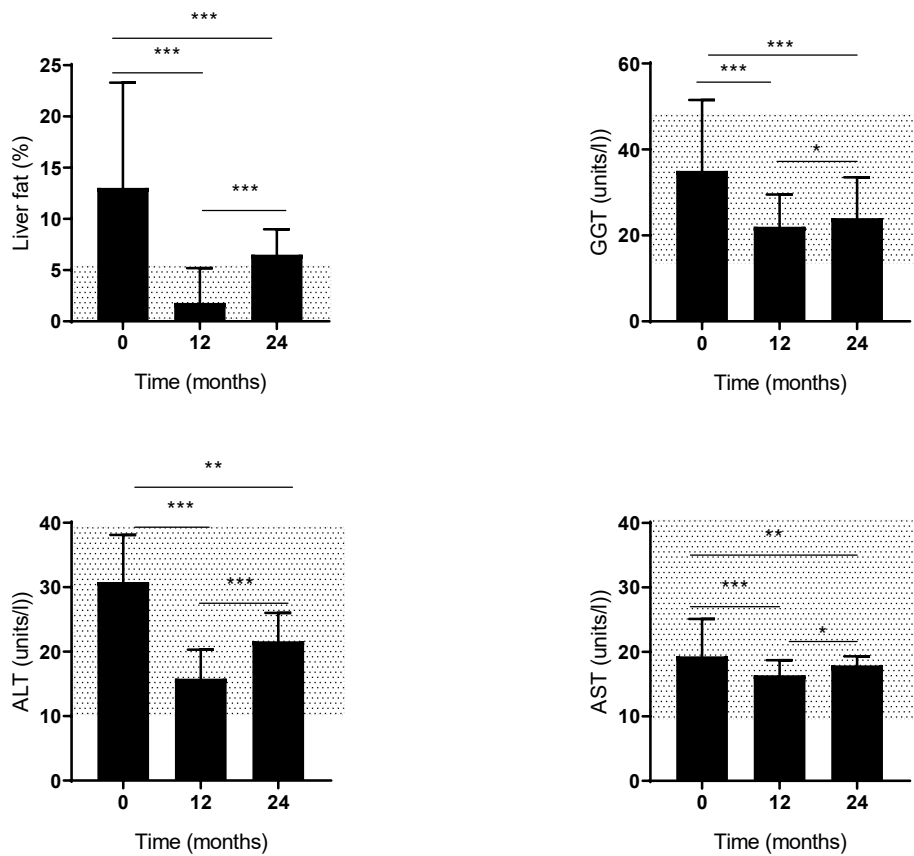 ***
***
***
25
20
15
10
5
0
Liver fat (%)
0 12 24
Time (months)
***
***
*
60
40
20
0
GGT (units/l))
0 12 24
Time (months)
**
***
***
40
30
20
10
0
ALT (units/l))
0 12 24
Time (months)
**
***
*
40
30
20
10
0
AST (units/l))
0 12 24
Time (months)